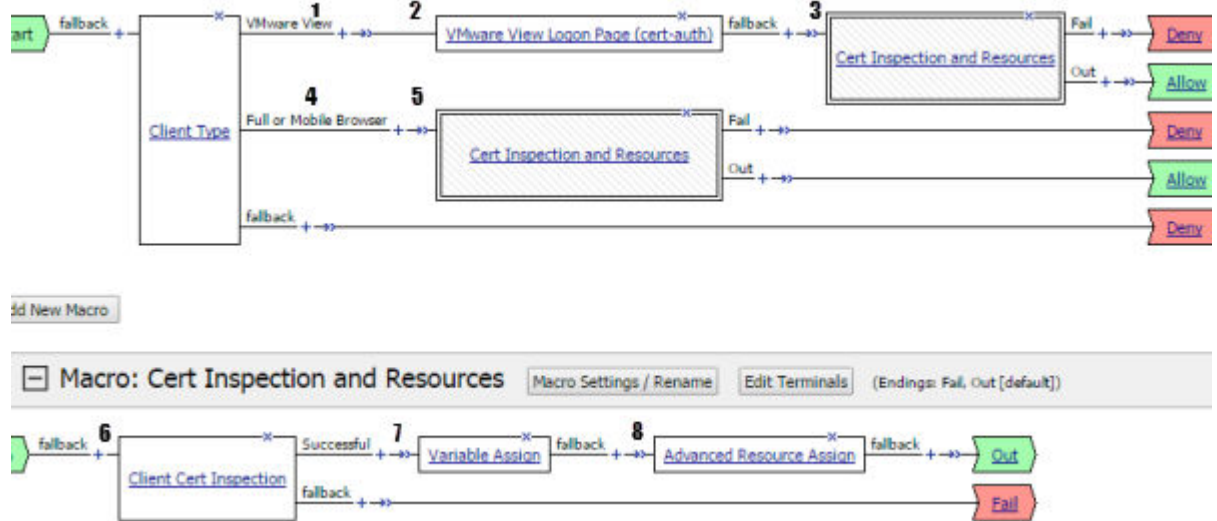 art fallback + VMware View 1 + 2 VMware View Logon Page (cert-auth) fallback + 3 Cert Inspection and Resources Fail + Deny
Out + Allow
Client Type 4 Full or Mobile Browser + 5 Cert Inspection and Resources Fail + Deny
Out + Allow
fallback + Deny
dd New Macro
Macro: Cert Inspection and Resources Macro Settings / Rename Edit Terminals (Endings: Fail, Out [default])
fallback 6 + Client Cert Inspection Successful + 7 Variable Assign fallback + 8 Advanced Resource Assign fallback + Out
fallback + Fail